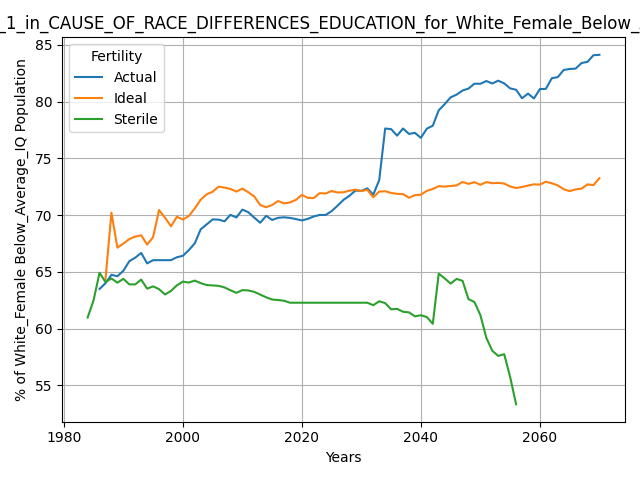 _1_in_CAUSE_OF_RACE_DIFFERENCES_EDUCATION_for_White_Female_Below_
% of White_Female Below_Average_IQ Population
Fertility
Actual
Ideal
Sterile
85
80
75
70
65
60
55
1980
2000
2020
2040
2060
Years